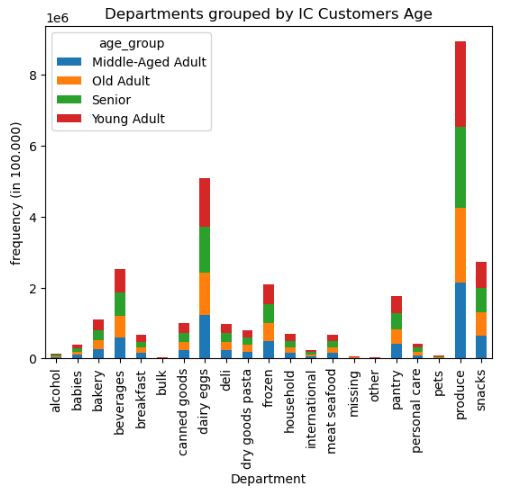 Departments grouped by IC Customers Age
1e6
age_group
Middle-Aged Adult
Old Adult
Senior
Young Adult
8
6
4
2
0
frequency (in 100.000)
alcohol
babies
bakery
beverages
breakfast
bulk
canned goods
dairy eggs
deli
dry goods pasta
frozen
household
international
meat seafood
missing
other
pantry
personal care
pets
produce
snacks
Department